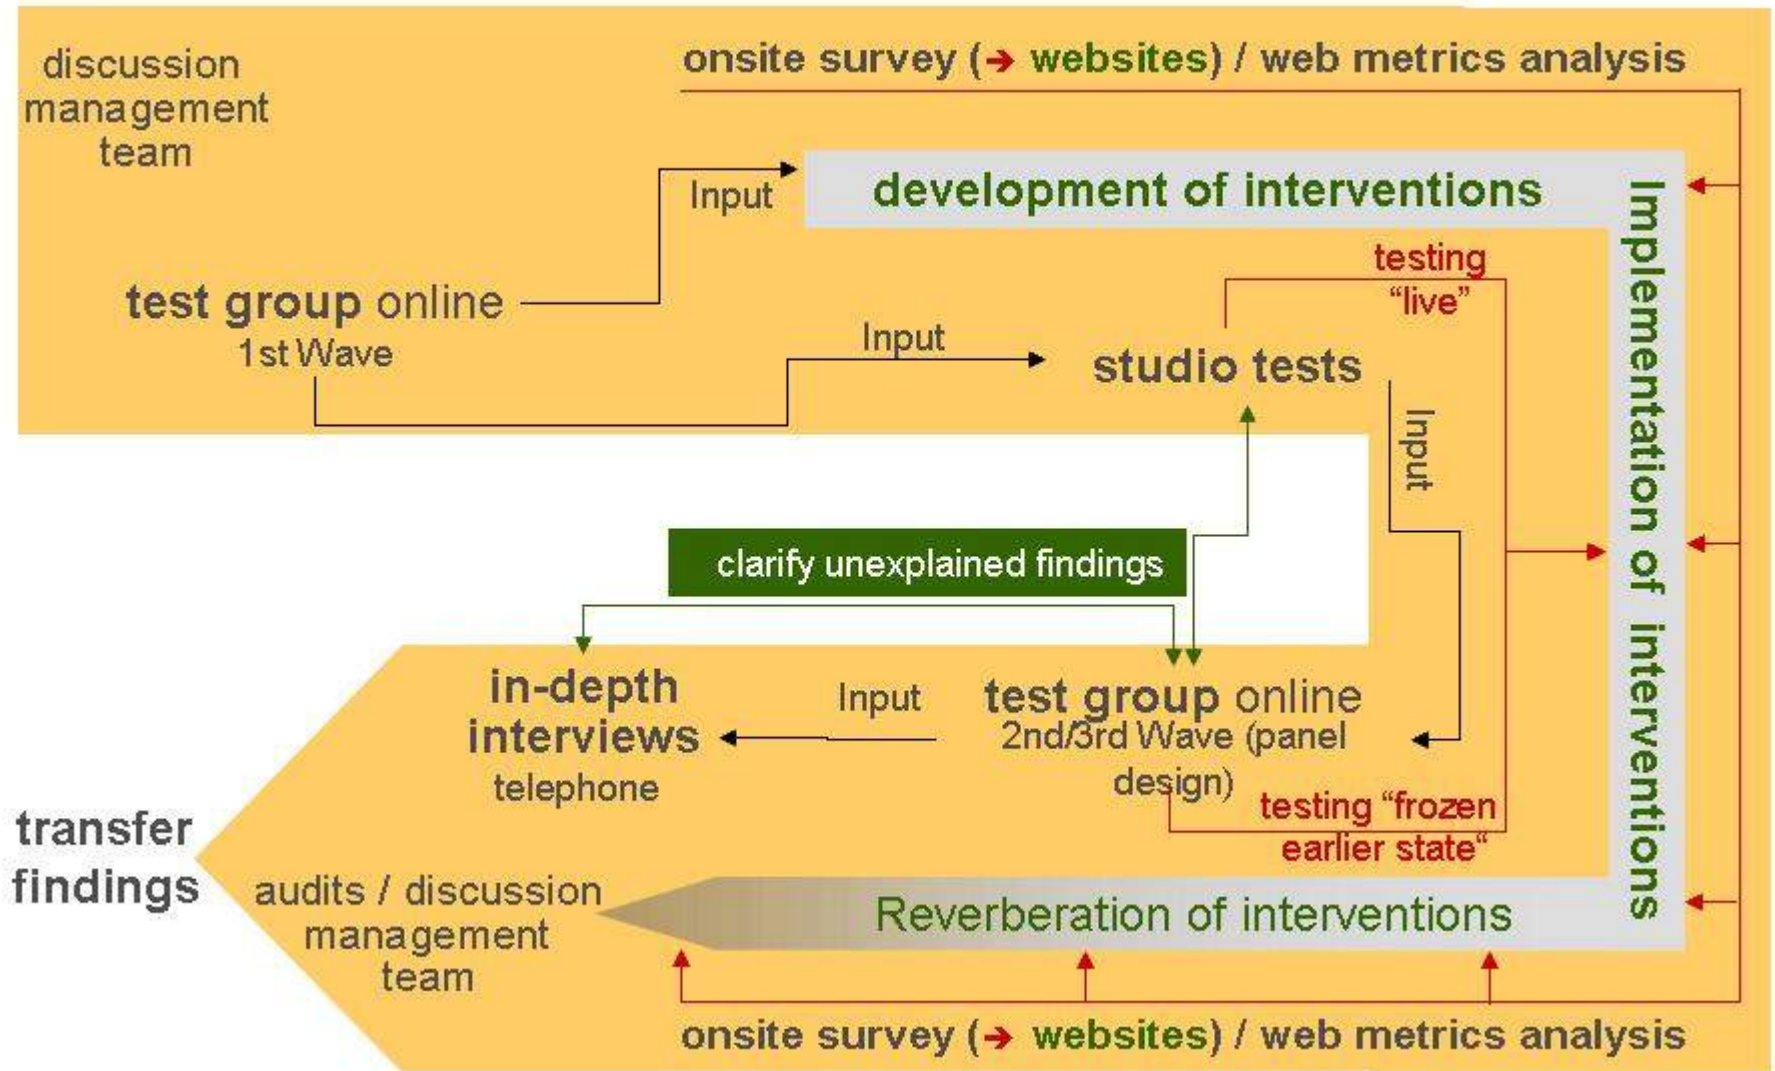 discussion
management
team
onsite survey (➔ websites) / web metrics analysis
Input
development of interventions
Implementation of interventions
testing
“live”
test group online
1st Wave
Input
studio tests
Input
clarify unexplained findings
in-depth
interviews
telephone
Input
test group online
2nd/3rd Wave (panel
design)
testing “frozen
earlier state“
transfer
findings
audits / discussion
management
team
Reverberation of interventions
onsite survey (➔ websites) / web metrics analysis